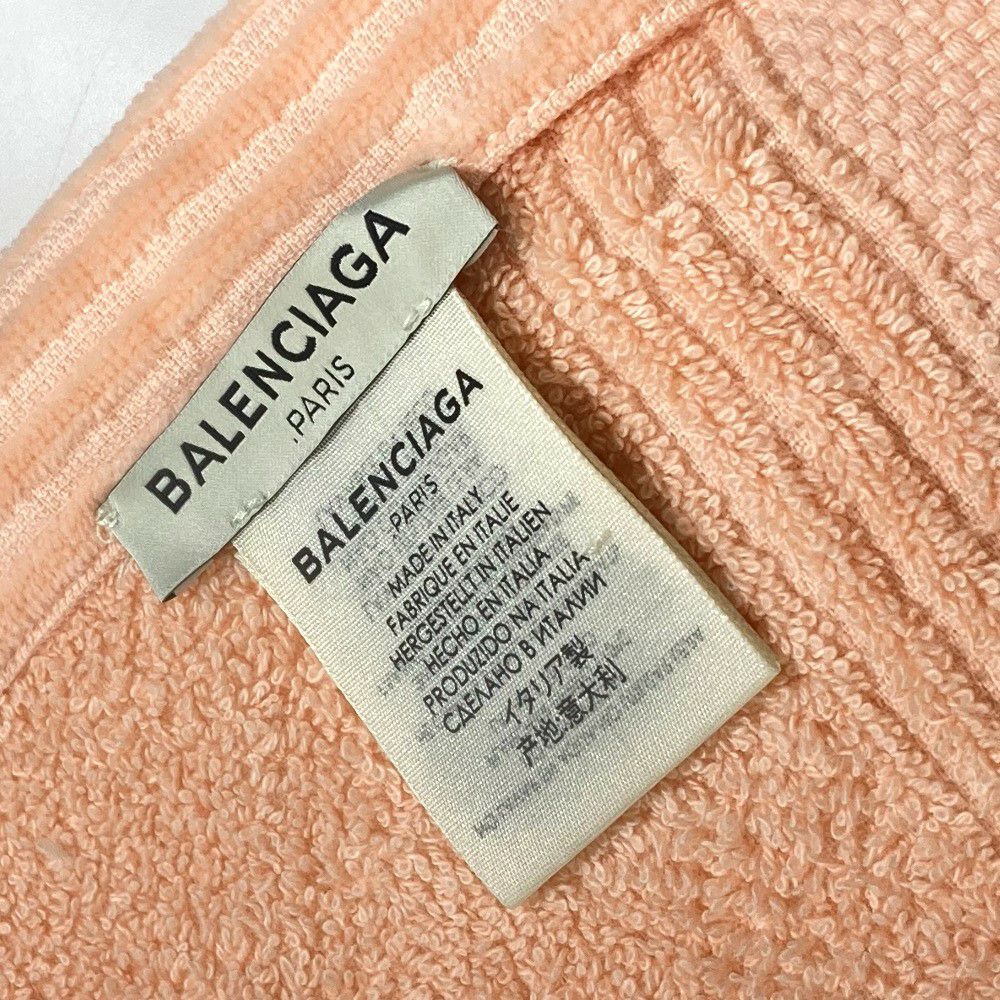 BALENCIAGA
.PARIS
BALENCIAGA
PARIS
MADE IN ITALY
FABRIQUE EN ITALIE
HERGESTELLT IN ITALIEN
HECHO EN ITALIA
PRODUZIDO NA ITALIA
СДЕЛАНО В ИТАЛИИ
イタリア製
产地·意大利